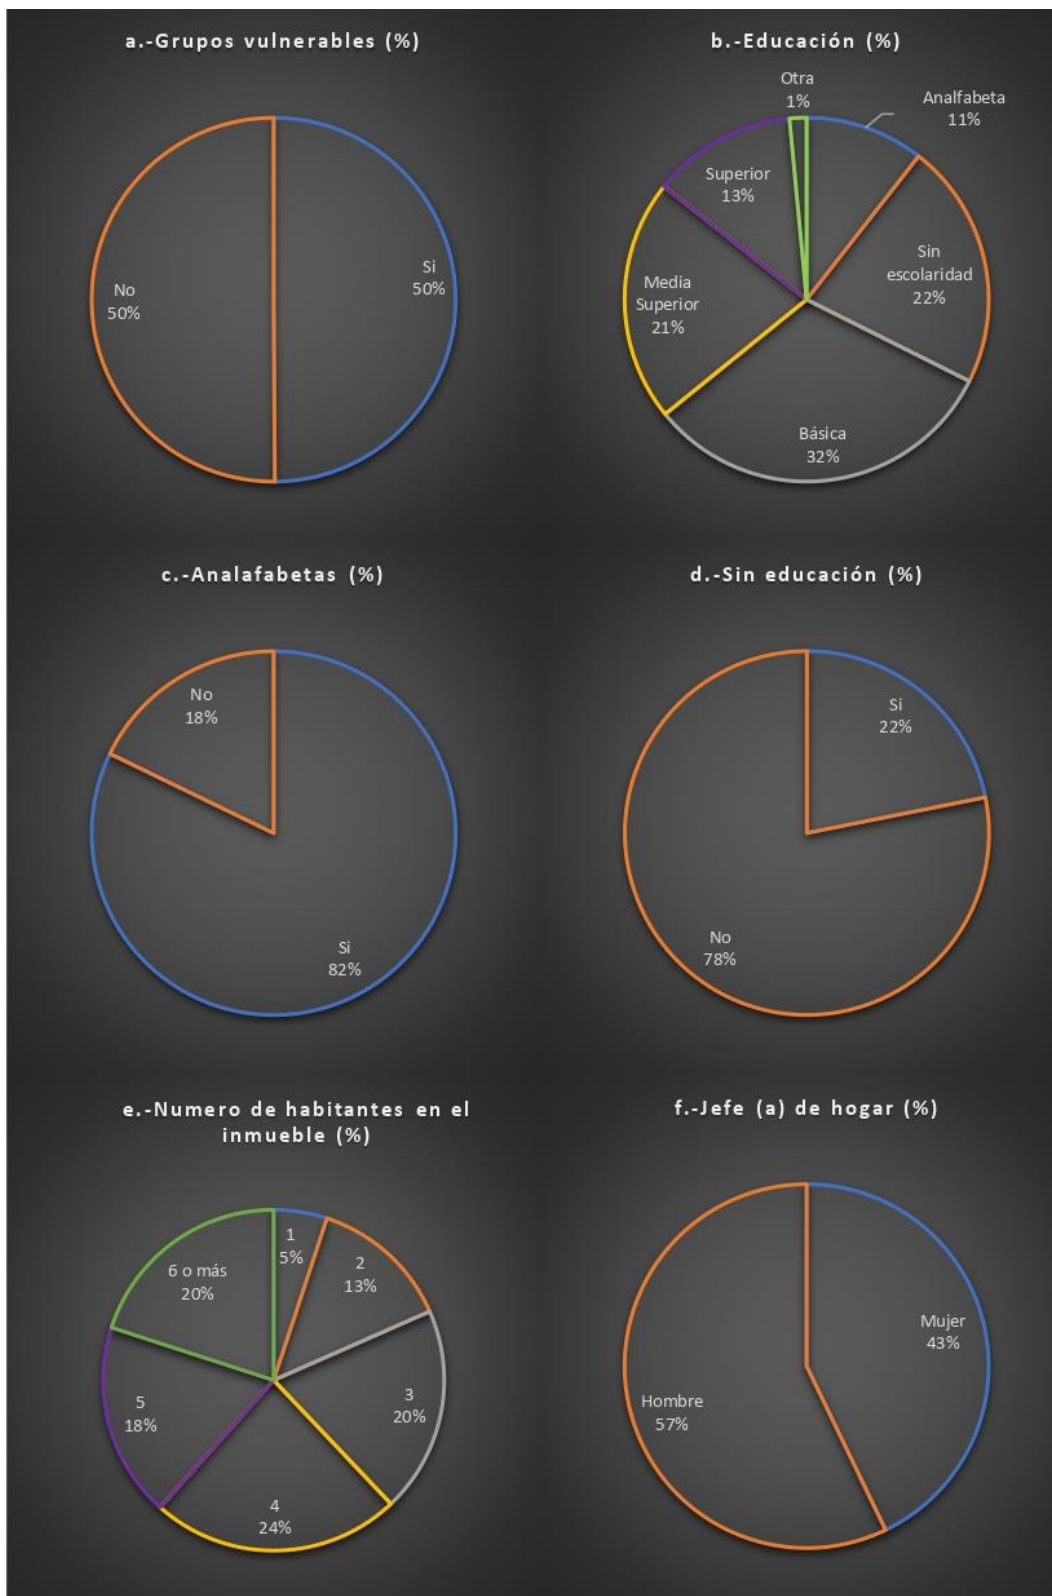 a.-Grupos vulnerables (%)
No
50%
Si
50%
b.-Educación (%)
Otra
1%
Analfabeta
11%
Superior
13%
Sin
escolaridad
22%
Media
Superior
21%
Básica
32%
c.-Analafabetas (%)
No
18%
Si
82%
d.-Sin educación (%)
Si
22%
No
78%
e.-Numero de habitantes en el
inmueble (%)
1
5%
2
13%
6 o más
20%
3
20%
5
18%
4
24%
f.-Jefe (a) de hogar (%)
Mujer
43%
Hombre
57%